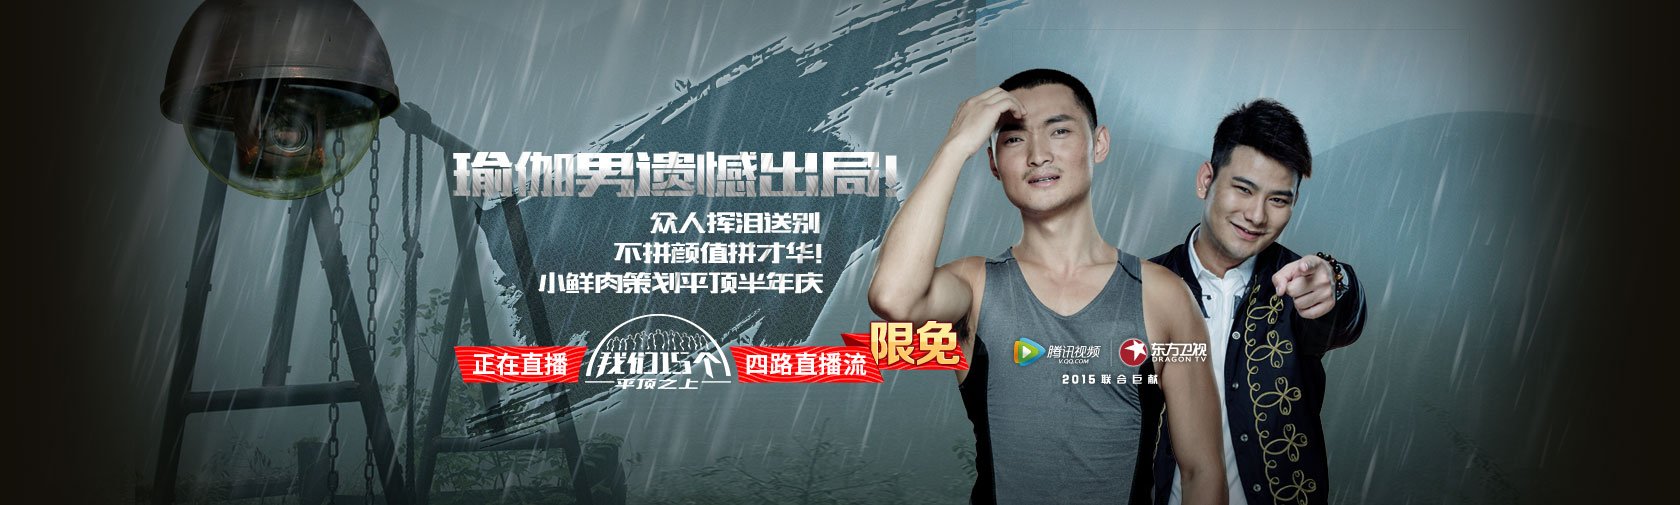 瑜伽男遗憾出局!
众人挥泪送别
不拼颜值拼才华!
小鲜肉策划平顶半年庆
正在直播
我们15个
平顶之上
四路直播流
限免
腾讯视频
V.QQ.COM
东方卫视
DRAGON TV
2015 联合巨献